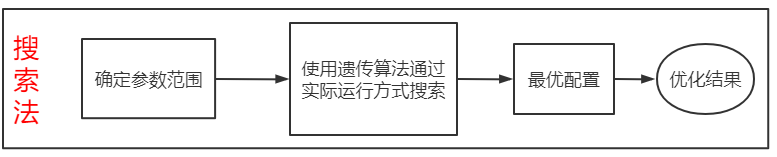 搜索法
确定参数范围
使用遗传算法通过
实际运行方式搜索
最优配置
优化结果